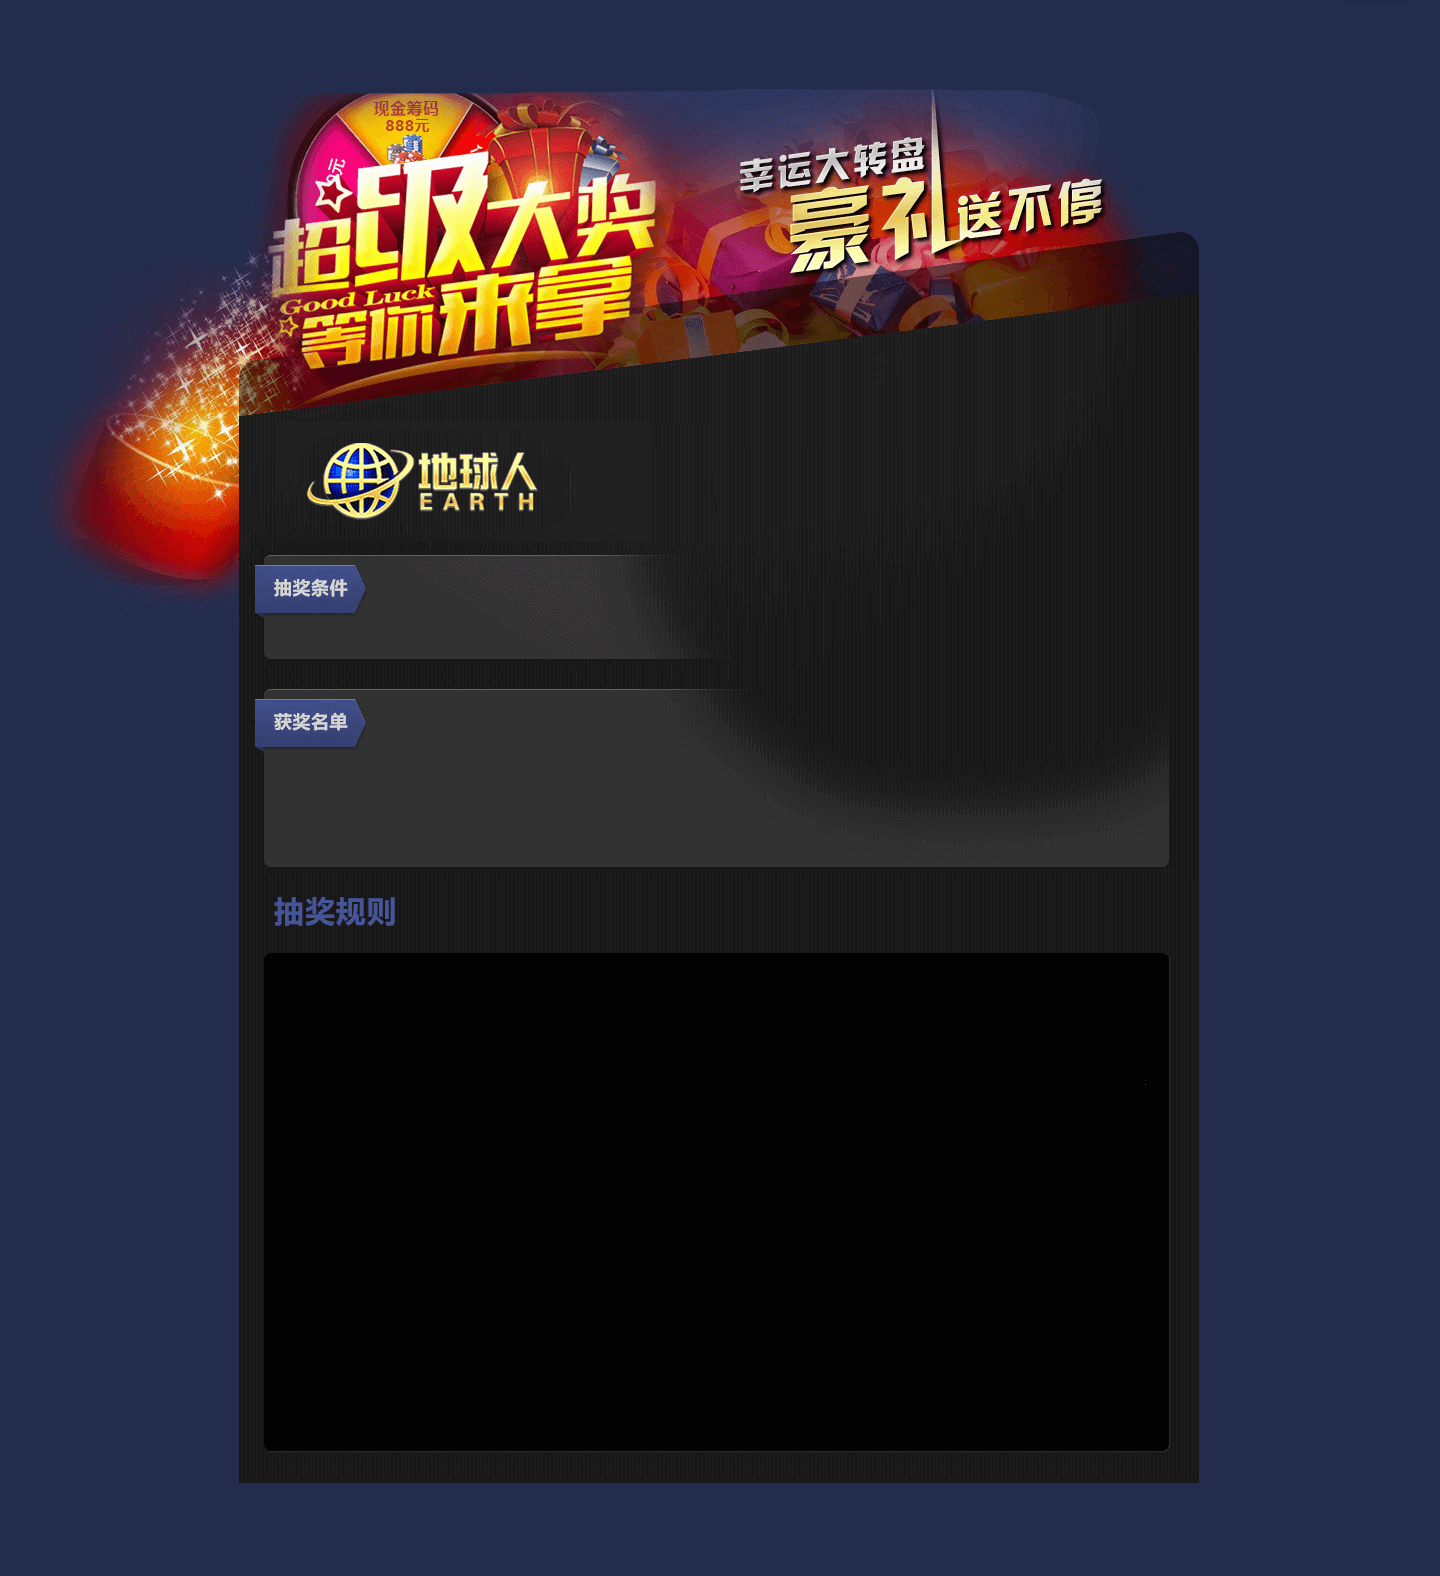 现金筹码
888元
元
超级大奖
Good Luck
等你来拿
幸运大转盘
豪礼送不停
地球人
EARTH
抽奖条件
获奖名单
抽奖规则